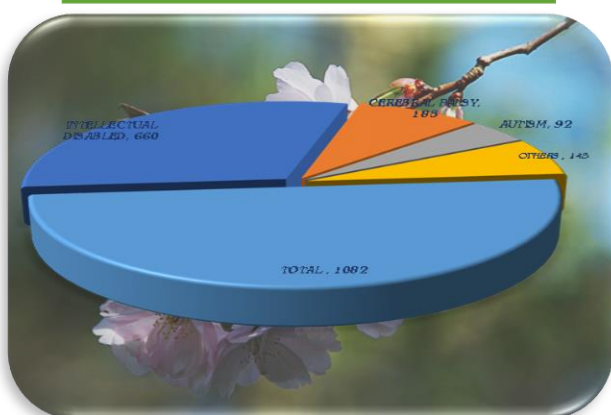 CEREBRAL PALSY,
185
INTELLECTUAL
DISABLED, 660
AUTISM, 92
OTHERS , 145
TOTAL , 1082